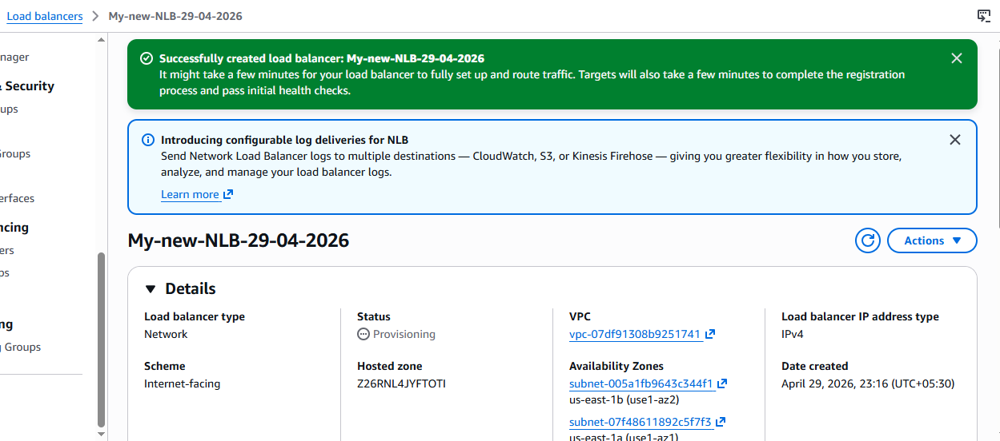 Load balancers
My-new-NLB-29-04-2026
nager
& Security
ups
Groups
erfaces
ncing
ers
ps
ng
Groups
Successfully created load balancer: My-new-NLB-29-04-2026
It might take a few minutes for your load balancer to fully set up and route traffic. Targets will also take a few minutes to complete the registration
process and pass initial health checks.
Introducing configurable log deliveries for NLB
Send Network Load Balancer logs to multiple destinations — CloudWatch, S3, or Kinesis Firehose — giving you greater flexibility in how you store,
analyze, and manage your load balancer logs.
Learn more
My-new-NLB-29-04-2026
Actions
Details
Load balancer type
Network
Status
Provisioning
VPC
vpc-07df91308b9251741
Load balancer IP address type
IPv4
Scheme
Internet-facing
Hosted zone
Z26RNL4JYFTOTI
Availability Zones
subnet-005a1fb9643c344f1
us-east-1b (use1-az2)
subnet-07f48611892c5f7f3
us-east-1a (use1-az1)
Date created
April 29, 2026, 23:16 (UTC+05:30)